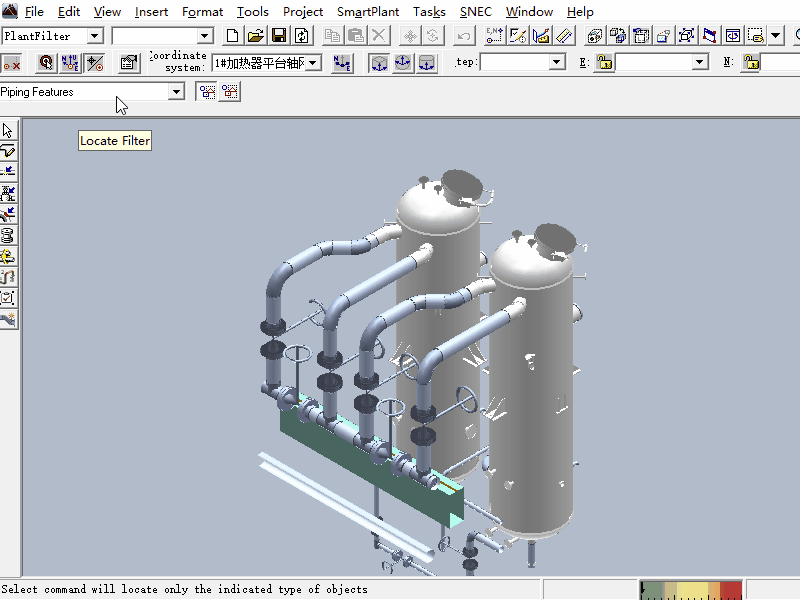 File Edit View Insert Format Tools Project SmartPlant Tasks SNEC Window Help
PlantFilter
Coordinate system: 1#加热器平台轴网 .tep: E: N:
Piping Features
Locate Filter
Select command will locate only the indicated type of objects